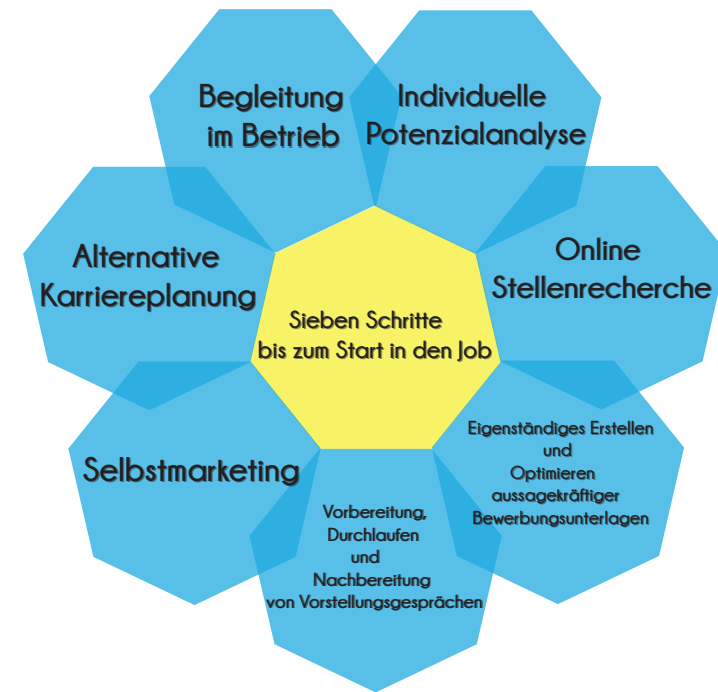 Begleitung
im Betrieb
Individuelle
Potenzialanalyse
Alternative
Karriereplanung
Online
Stellenrecherche
Sieben Schritte
bis zum Start in den Job
Selbstmarketing
Eigenständiges Erstellen
und
Optimieren
aussagekräftiger
Bewerbungsunterlagen
Vorbereitung,
Durchlaufen
und
Nachbereitung
von Vorstellungsgesprächen